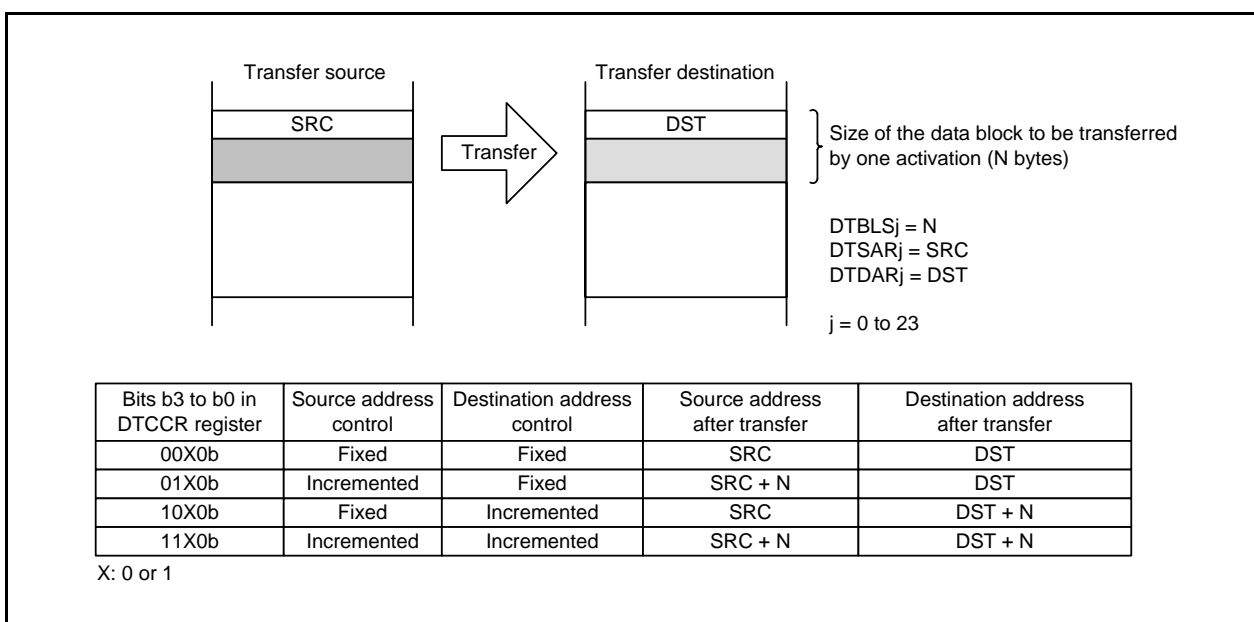 Transfer source
Transfer destination
SRC
DST
Transfer
Size of the data block to be transferred
by one activation (N bytes)
DTBLSj = N
DTSARj = SRC
DTDARj = DST
j = 0 to 23
Bits b3 to b0 in DTCCR register | Source address control | Destination address control | Source address after transfer | Destination address after transfer
00X0b | Fixed | Fixed | SRC | DST
01X0b | Incremented | Fixed | SRC + N | DST
10X0b | Fixed | Incremented | SRC | DST + N
11X0b | Incremented | Incremented | SRC + N | DST + N
X: 0 or 1